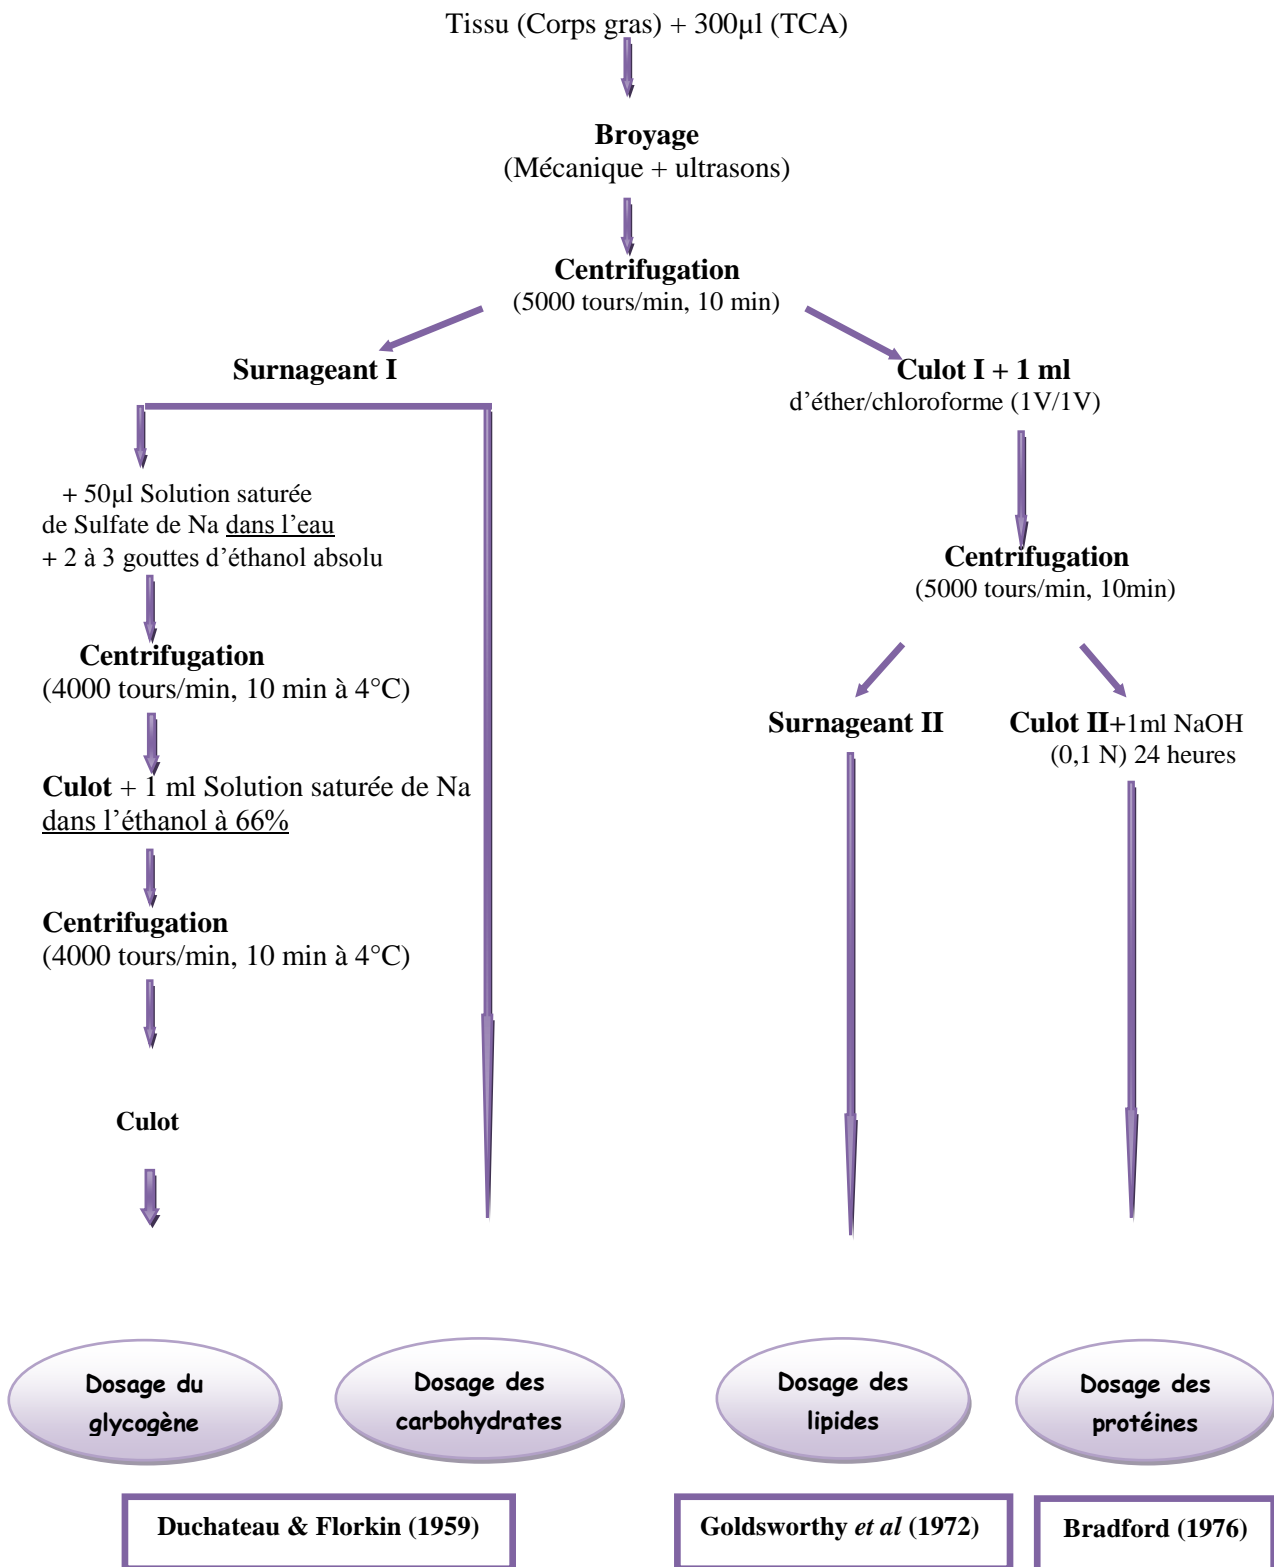 Tissu (Corps gras) + 300µl (TCA)
Broyage
(Mécanique + ultrasons)
Centrifugation
(5000 tours/min, 10 min)
Surnageant I
+ 50µl Solution saturée
de Sulfate de Na dans l'eau
+ 2 à 3 gouttes d'éthanol absolu
Centrifugation
(4000 tours/min, 10 min à 4°C)
Culot + 1 ml Solution saturée de Na
dans l'éthanol à 66%
Centrifugation
(4000 tours/min, 10 min à 4°C)
Culot
Culot I + 1 ml
d'éther/chloroforme (1V/1V)
Centrifugation
(5000 tours/min, 10min)
Surnageant II
Culot II+1ml NaOH
(0,1 N) 24 heures
Dosage du
glycogène
Dosage des
carbohydrates
Dosage des
lipides
Dosage des
protéines
Duchateau & Florkin (1959)
Goldsworthy et al (1972)
Bradford (1976)